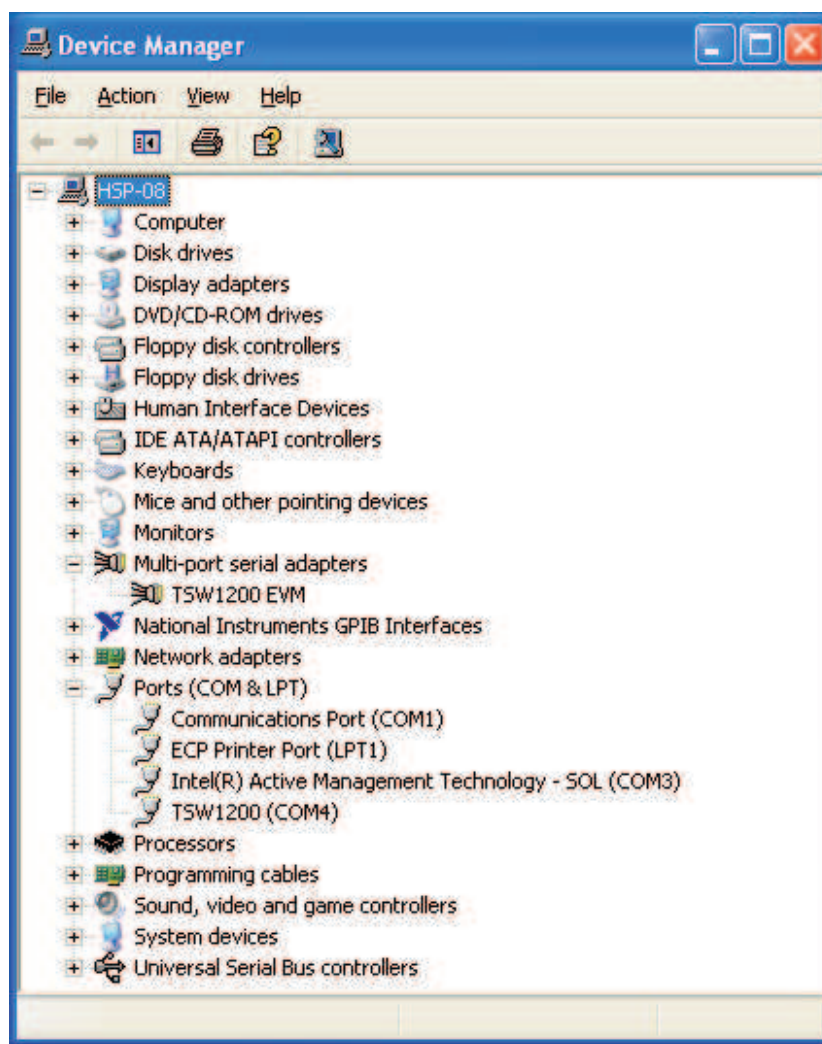 Device Manager
File Action View Help
HSP-08
Computer
Disk drives
Display adapters
DVD/CD-ROM drives
Floppy disk controllers
Floppy disk drives
Human Interface Devices
IDE ATA/ATAPI controllers
Keyboards
Mice and other pointing devices
Monitors
Multi-port serial adapters
TSW1200 EVM
National Instruments GPIB Interfaces
Network adapters
Ports (COM & LPT)
Communications Port (COM1)
ECP Printer Port (LPT1)
Intel(R) Active Management Technology - SOL (COM3)
TSW1200 (COM4)
Processors
Programming cables
Sound, video and game controllers
System devices
Universal Serial Bus controllers